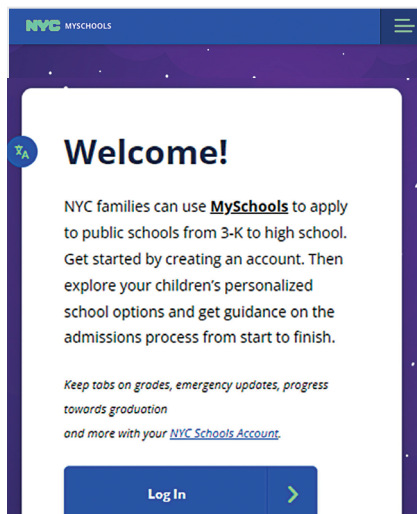 NYC MYSCHOOLS
Welcome!
NYC families can use MySchools to apply
to public schools from 3-K to high school.
Get started by creating an account. Then
explore your children’s personalized
school options and get guidance on the
admissions process from start to finish.
Keep tabs on grades, emergency updates, progress
towards graduation
and more with your NYC Schools Account.
Log In